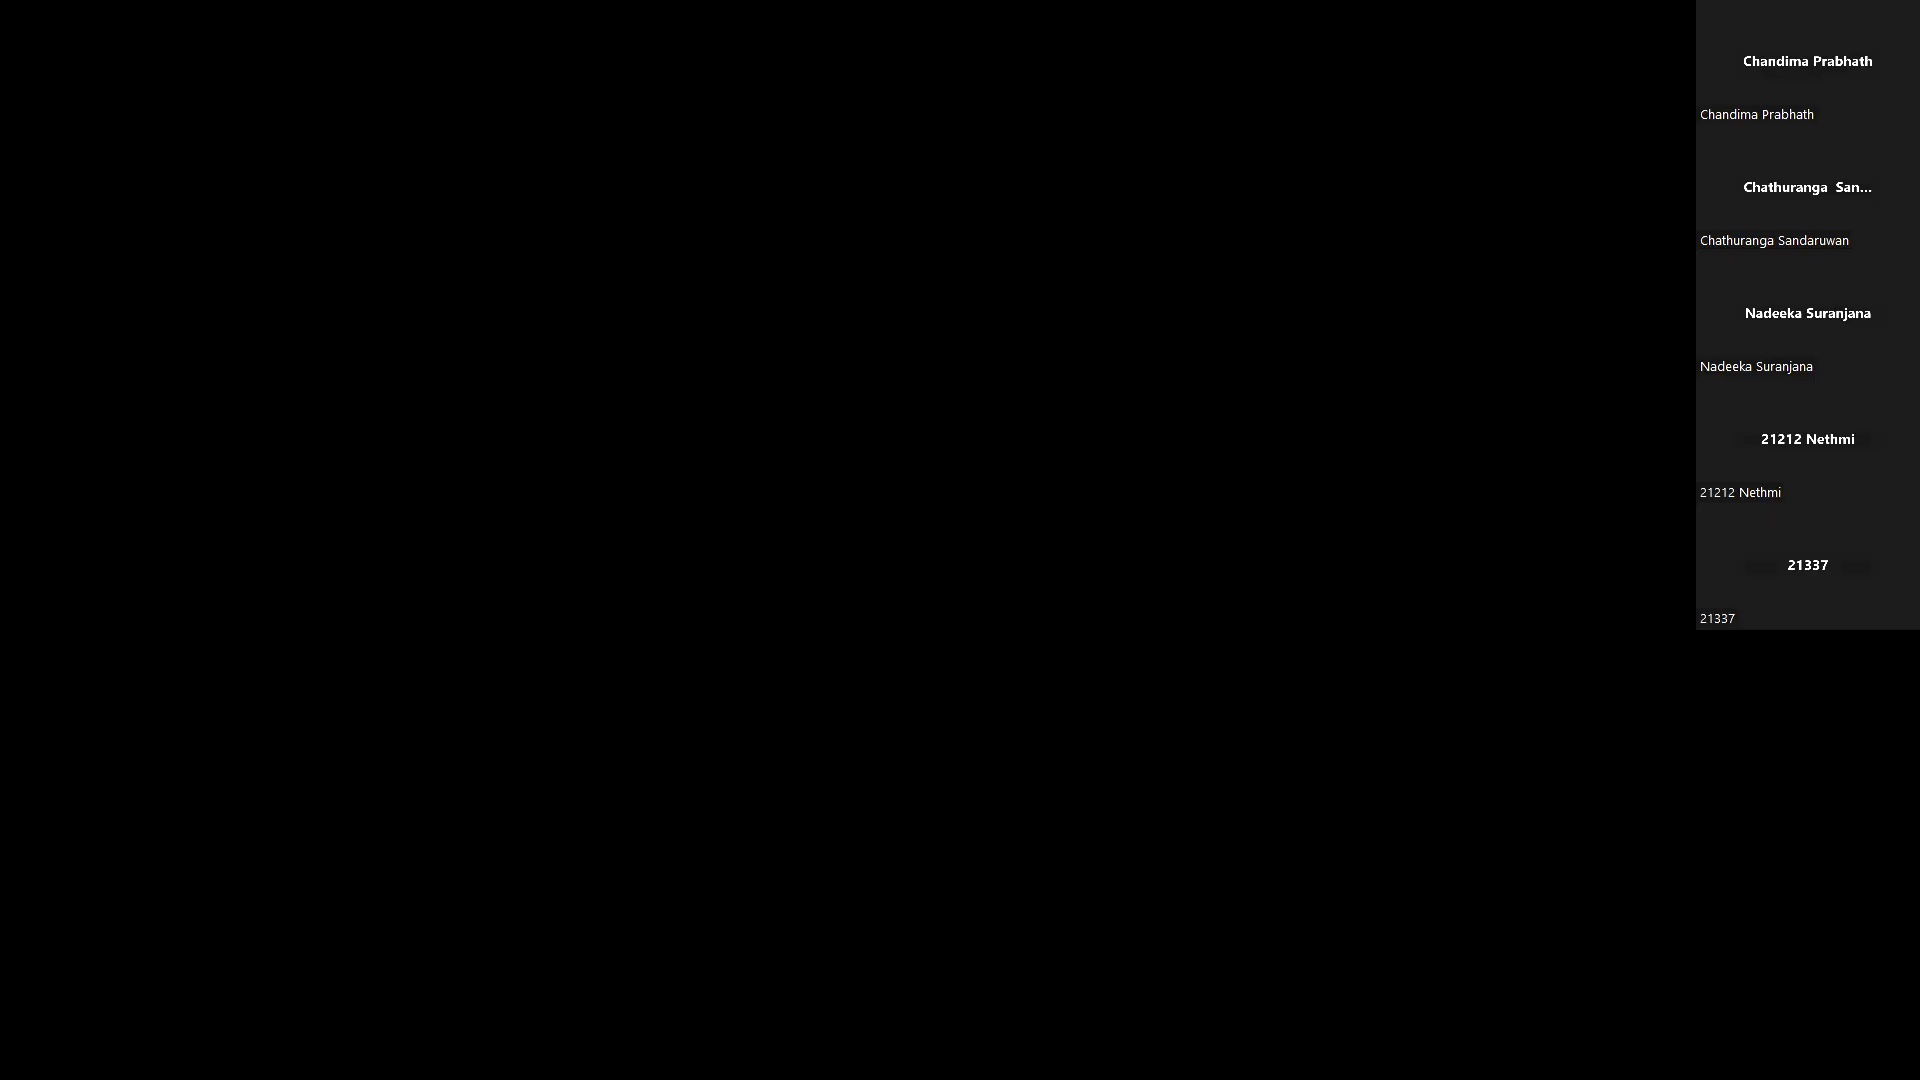 Chandima Prabhath
Chandima Prabhath
Chathuranga  San...
Chathuranga Sandaruwan
Nadeeka Suranjana
Nadeeka Suranjana
21212 Nethmi
21212 Nethmi
21337
21337